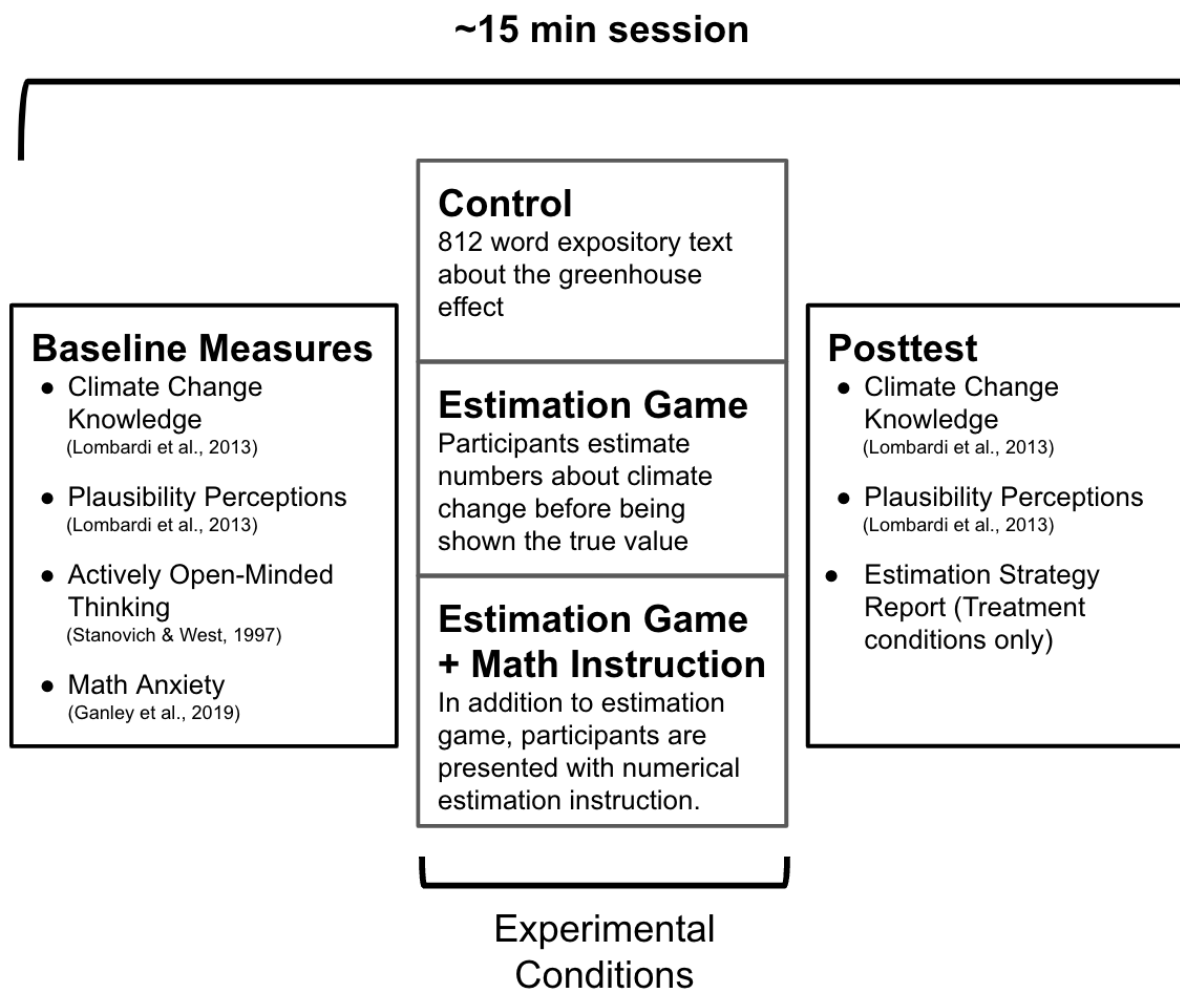 ~15 min session
Baseline Measures
● Climate Change
Knowledge
(Lombardi et al., 2013)
● Plausibility Perceptions
(Lombardi et al., 2013)
● Actively Open-Minded
Thinking
(Stanovich & West, 1997)
● Math Anxiety
(Ganley et al., 2019)
Control
812 word expository text
about the greenhouse
effect
Estimation Game
Participants estimate
numbers about climate
change before being
shown the true value
Estimation Game
+ Math Instruction
In addition to estimation
game, participants are
presented with numerical
estimation instruction.
Posttest
● Climate Change
Knowledge
(Lombardi et al., 2013)
● Plausibility Perceptions
(Lombardi et al., 2013)
● Estimation Strategy
Report (Treatment
conditions only)
Experimental
Conditions